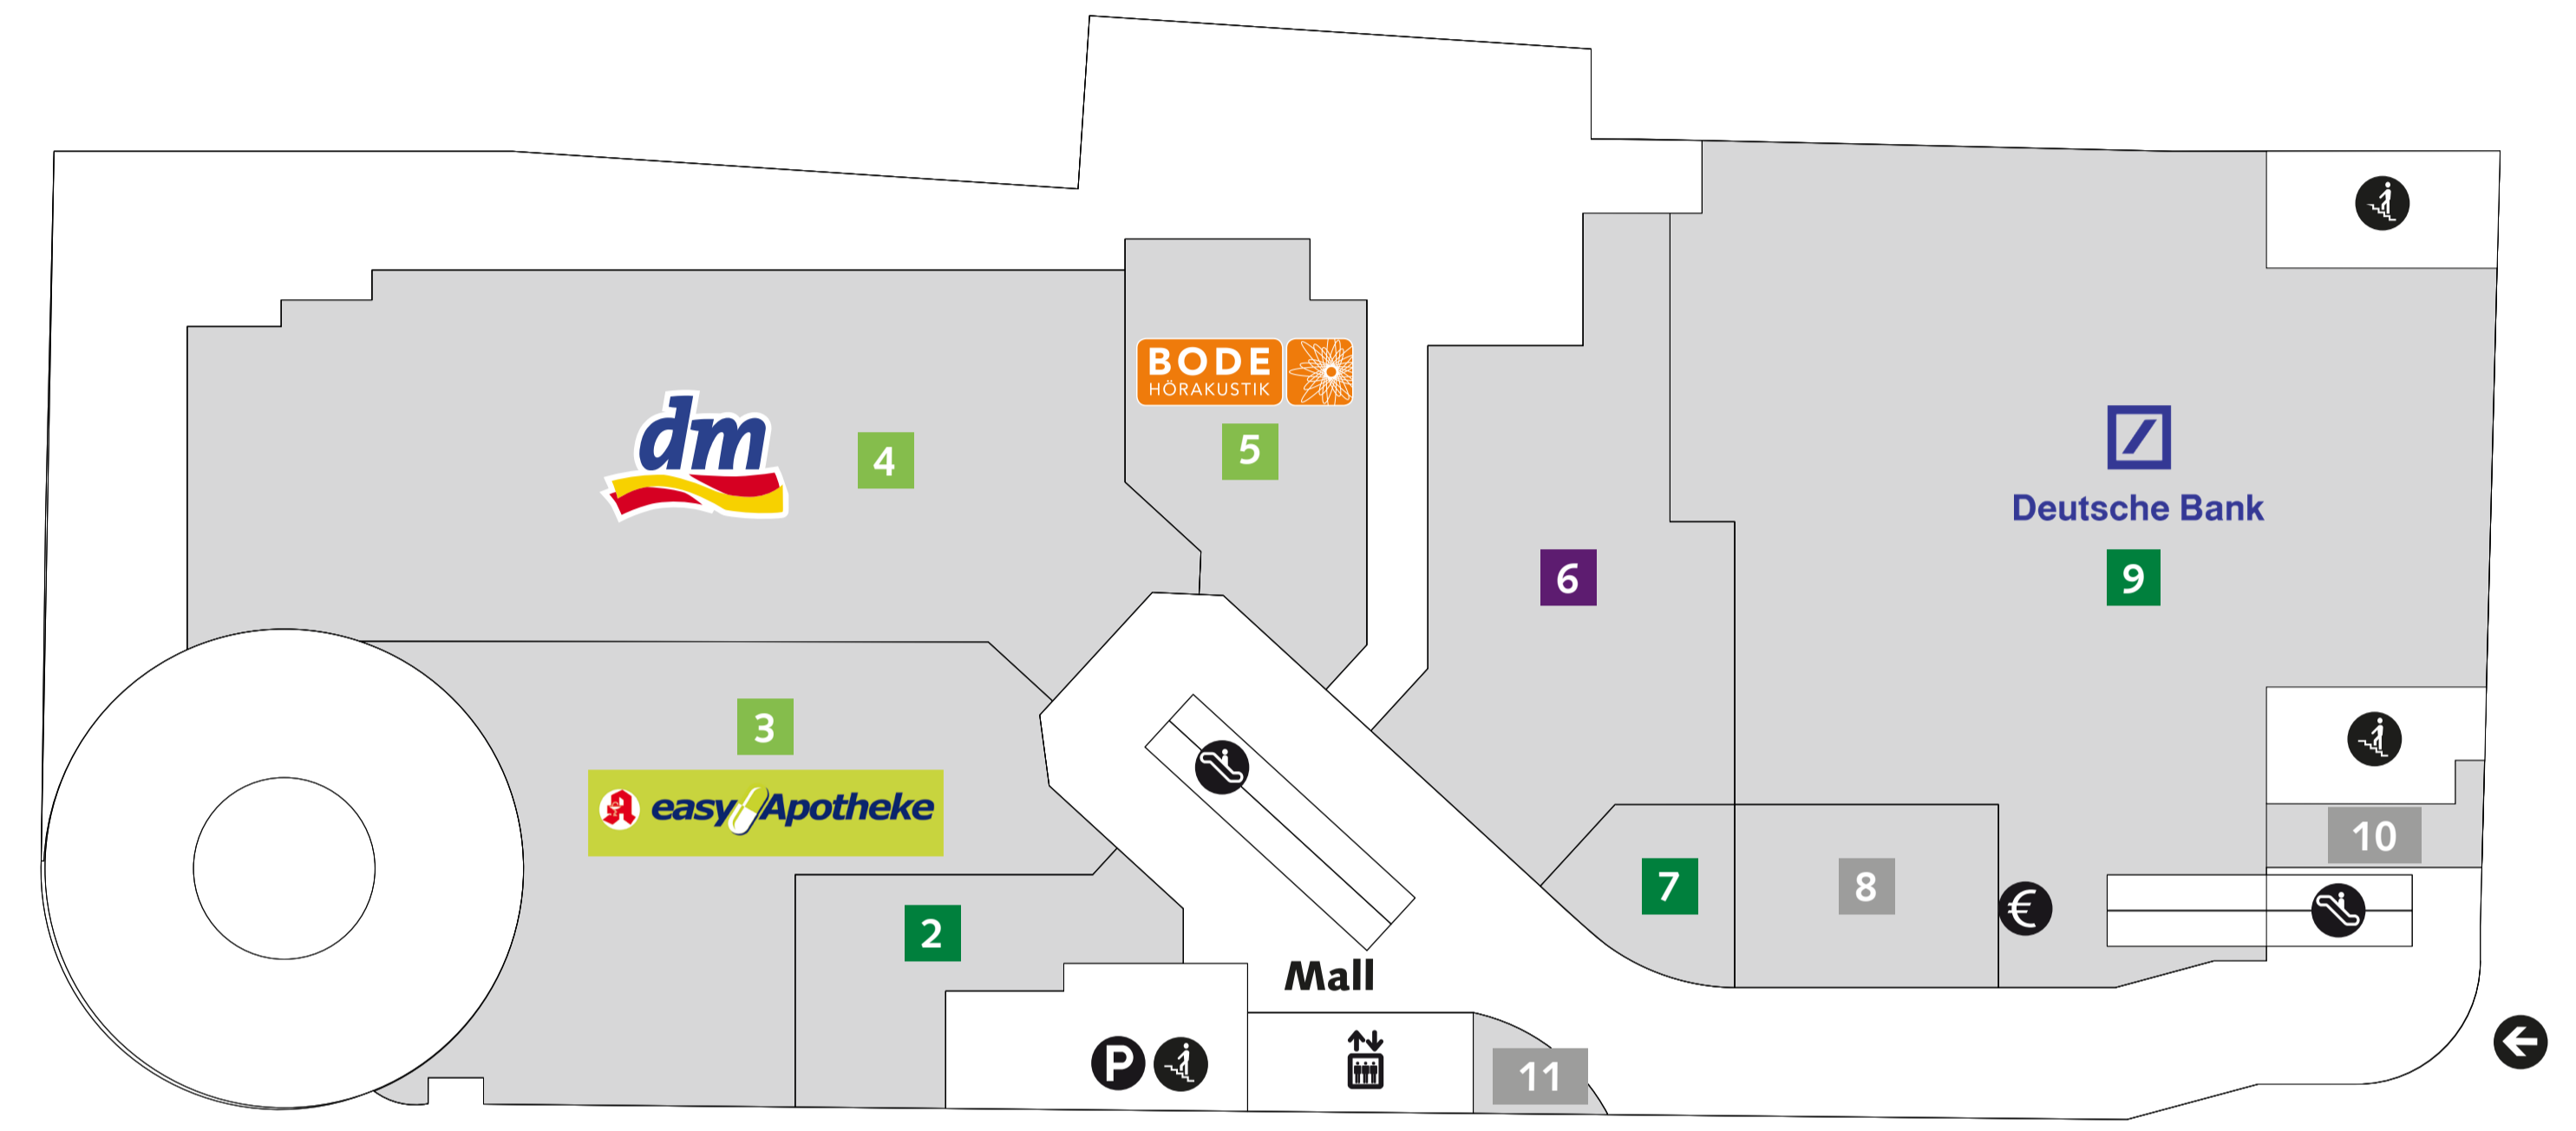 BODE
HÖRAKUSTIK
dm
4
5
Deutsche Bank
6
9
3
easy Apotheke
10
7
8
€
2
Mall
P
11